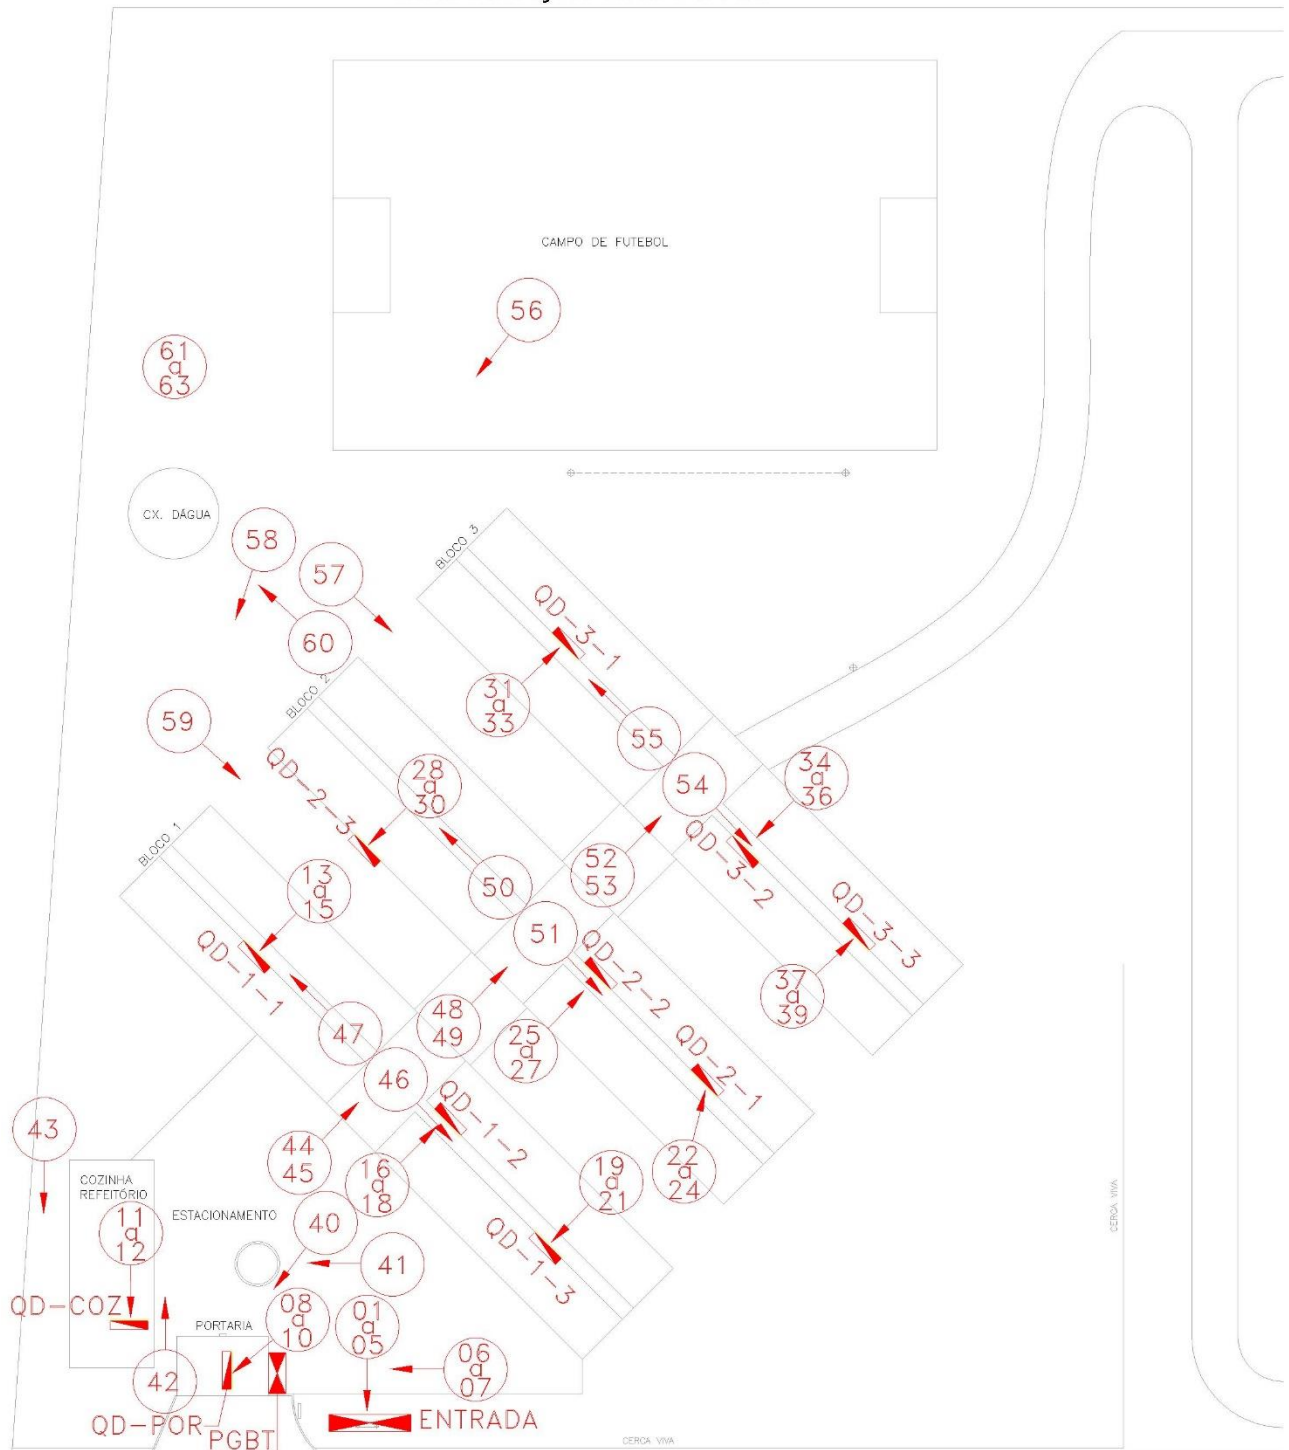 CAMPO DE FUTEBOL
56
61
a
63
CX. DÁGUA
58
57
60
BLOCO 3
QD-3-1
31
a
33
55
54
34
a
36
59
BLOCO 2
QD-2-3
28
a
30
50
52
53
QD-3-2
QD-3-3
37
a
39
BLOCO 1
13
a
15
QD-1-1
47
51
QD-2-2
48
49
25
a
27
QD-2-1
22
a
24
46
QD-1-2
44
45
16
a
18
19
a
21
QD-1-3
43
COZINHA
REFEITÓRIO
11
a
12
ESTACIONAMENTO
40
41
QD-COZ
PORTARIA
08
a
10
01
a
05
06
a
07
42
QD-POR
PGBT
ENTRADA
CERCA VIVA
CERCA VIVA